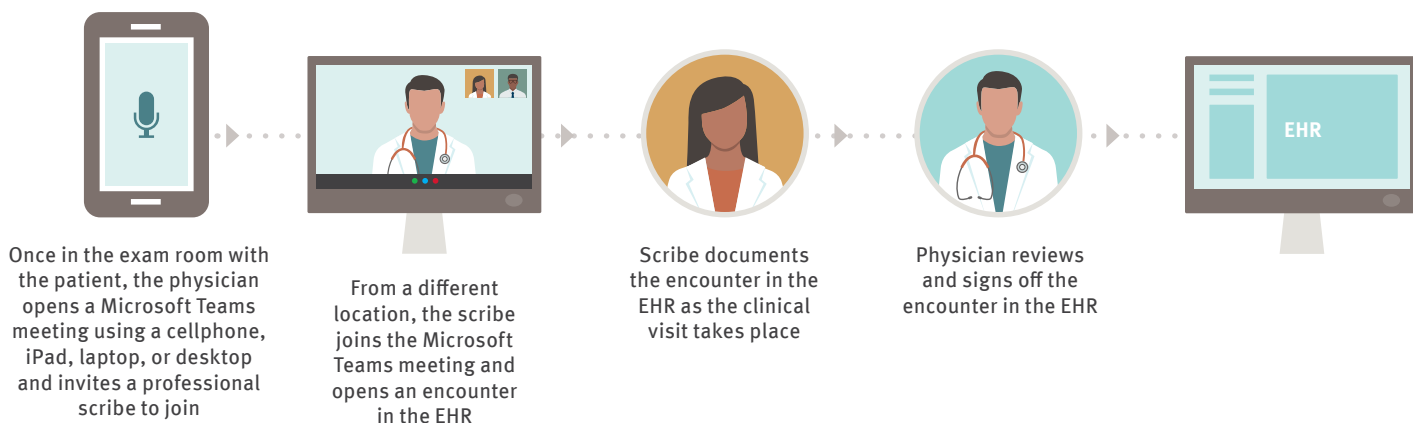 Once in the exam room with
the patient, the physician
opens a Microsoft Teams
meeting using a cellphone,
iPad, laptop, or desktop
and invites a professional
scribe to join
From a different
location, the scribe
joins the Microsoft
Teams meeting and
opens an encounter
in the EHR
Scribe documents
the encounter in the
EHR as the clinical
visit takes place
Physician reviews
and signs off the
encounter in the EHR
EHR